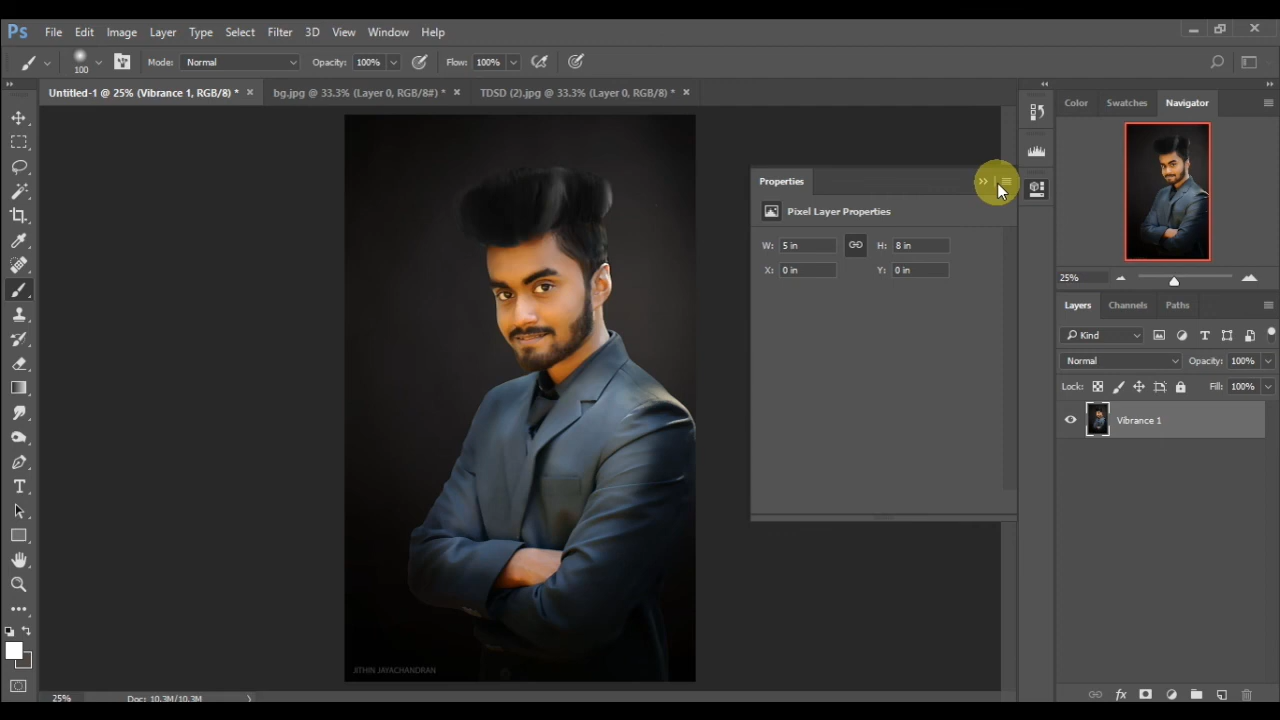 Ps File Edit Image Layer Type Select Filter 3D View Window Help
100 Mode: Normal Opacity: 100% Flow: 100%
Untitled-1 @ 25% (Vibrance 1, RGB/8) * × bg.jpg @ 33.3% (Layer 0, RGB/8#) * × TDSD (2).jpg @ 33.3% (Layer 0, RGB/8) * ×
Color Swatches Navigator
Properties
Pixel Layer Properties
W: 5 in H: 8 in
X: 0 in Y: 0 in
25%
Layers Channels Paths
Kind
Normal Opacity: 100%
Lock: Fill: 100%
Vibrance 1
JITHIN JAYACHANDRAN
25% Doc: 10.3M/10.3M